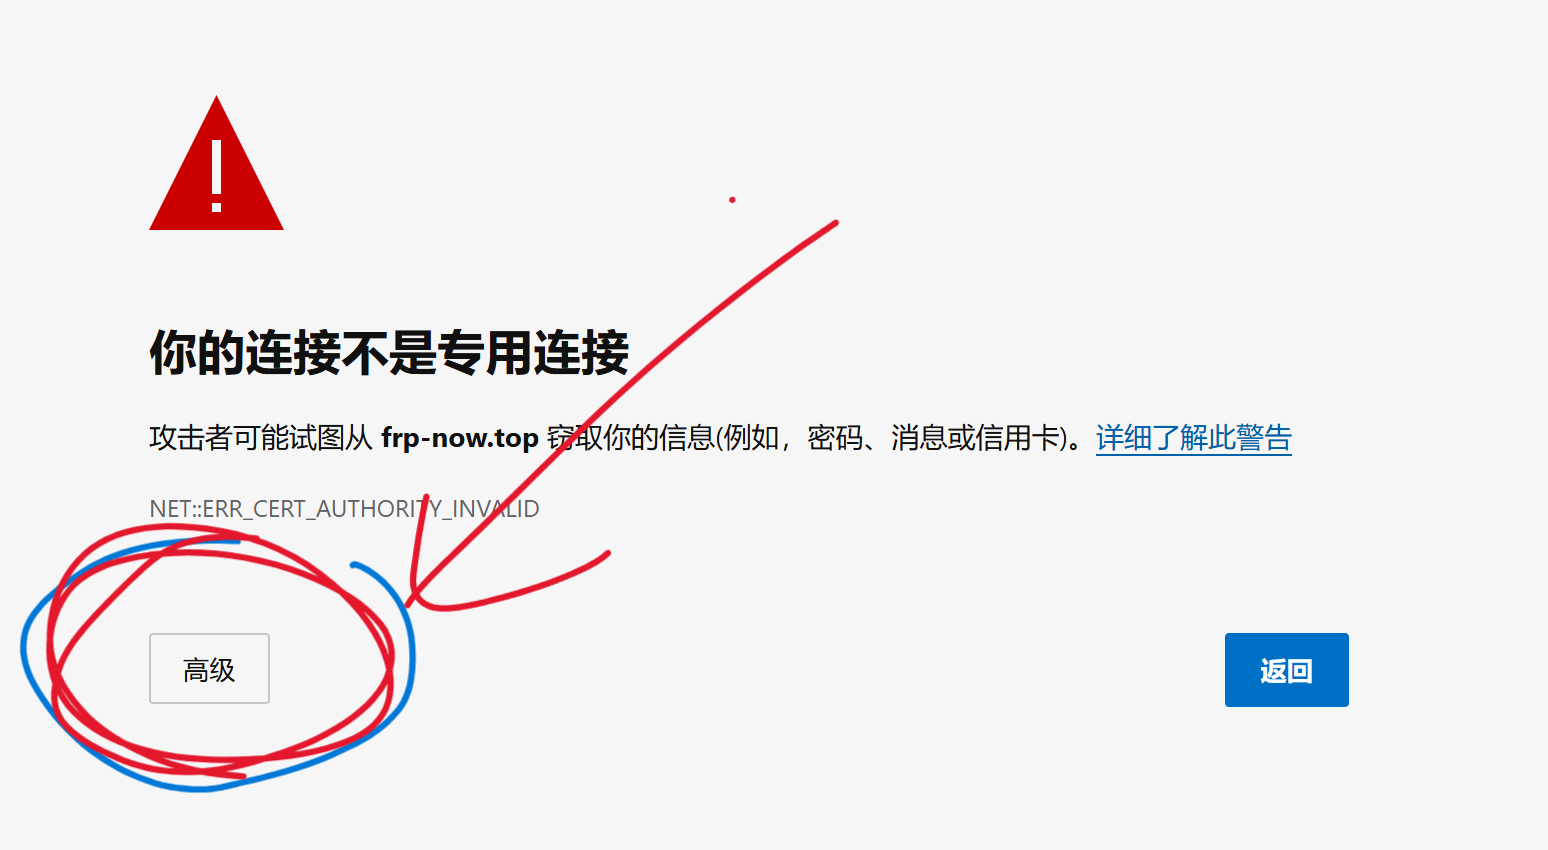 你的连接不是专用连接
攻击者可能试图从 frp-now.top 窃取你的信息(例如，密码、消息或信用卡)。详细了解此警告
NET::ERR_CERT_AUTHORITY_INVALID
高级
返回